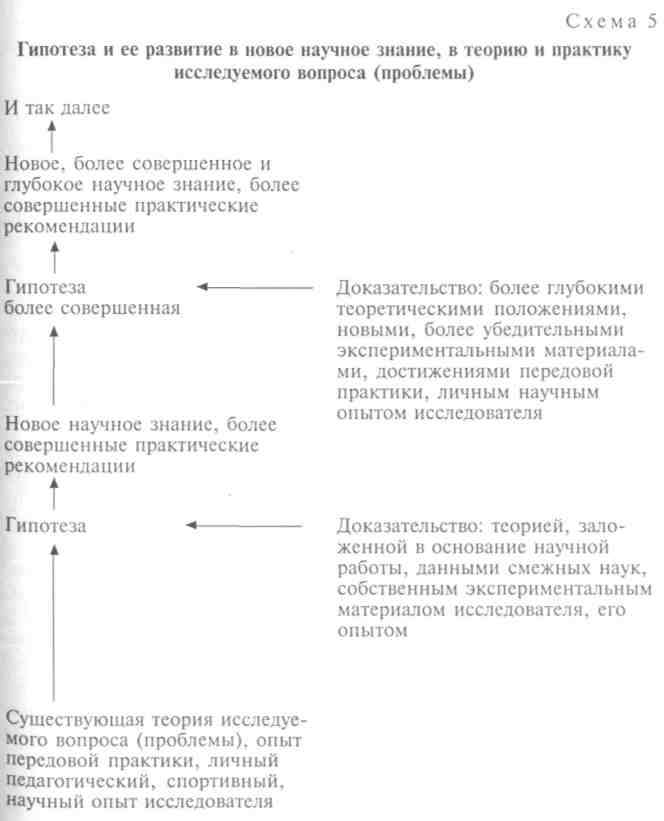 Схема 5
Гипотеза и ее развитие в новое научное знание, в теорию и практику
исследуемого вопроса (проблемы)
И так далее
Новое, более совершенное и
глубокое научное знание, более
совершенные практические
рекомендации
Гипотеза
более совершенная
Доказательство: более глубокими
теоретическими положениями,
новыми, более убедительными
экспериментальными материала-
ми, достижениями передовой
практики, личным научным
опытом исследователя
Новое научное знание, более
совершенные практические
рекомендации
Гипотеза
Доказательство: теорией, зало-
женной в основание научной
работы, данными смежных наук,
собственным экспериментальным
материалом исследователя, его
опытом
Существующая теория исследуе-
мого вопроса (проблемы), опыт
передовой практики, личный
педагогический, спортивный,
научный опыт исследователя